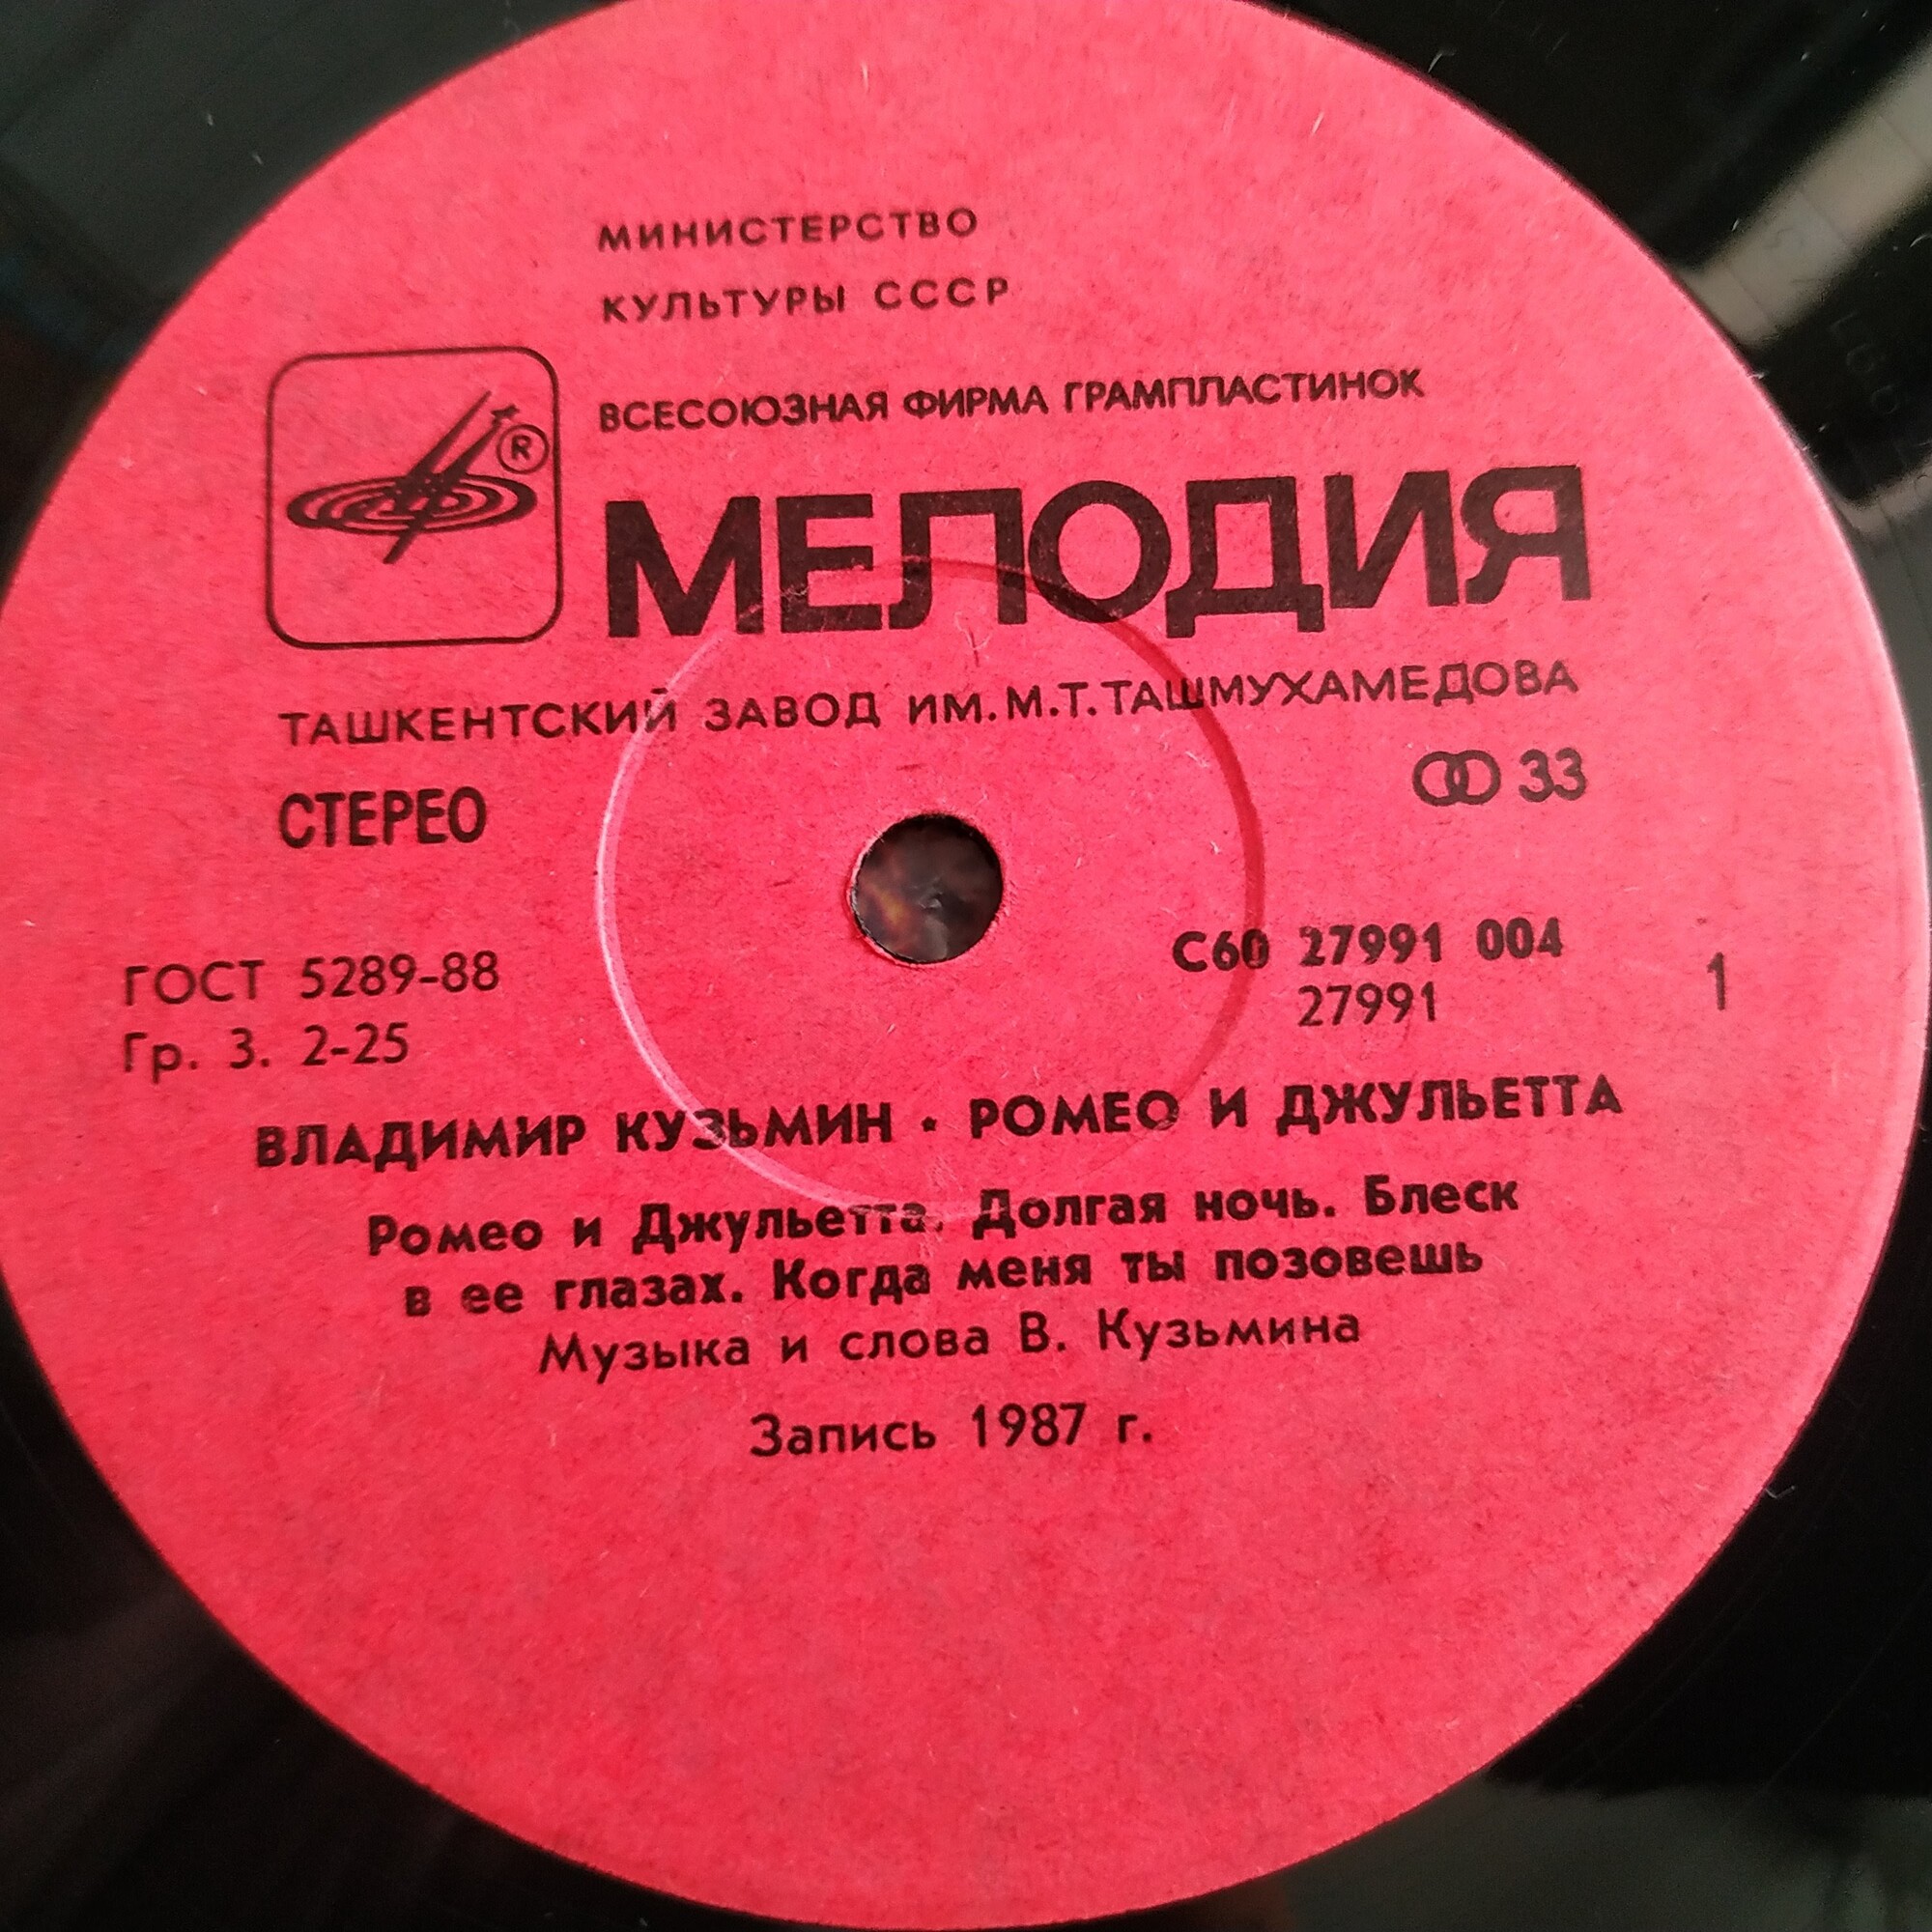 МИНИСТЕРСТВО
КУЛЬТУРЫ СССР
ВСЕСОЮЗНАЯ ФИРМА ГРАМПЛАСТИНОК
®
МЕЛОДИЯ
ТАШКЕНТСКИЙ ЗАВОД ИМ. М.Т. ТАШМУХАМЕДОВА
СТЕРЕО
33
ГОСТ 5289-88
Гр. 3. 2-25
С60 27991 004
27991
1
ВЛАДИМИР КУЗЬМИН • РОМЕО И ДЖУЛЬЕТТА
Ромео и Джульетта. Долгая ночь. Блеск
в ее глазах. Когда меня ты позовешь
Музыка и слова В. Кузьмина
Запись 1987 г.